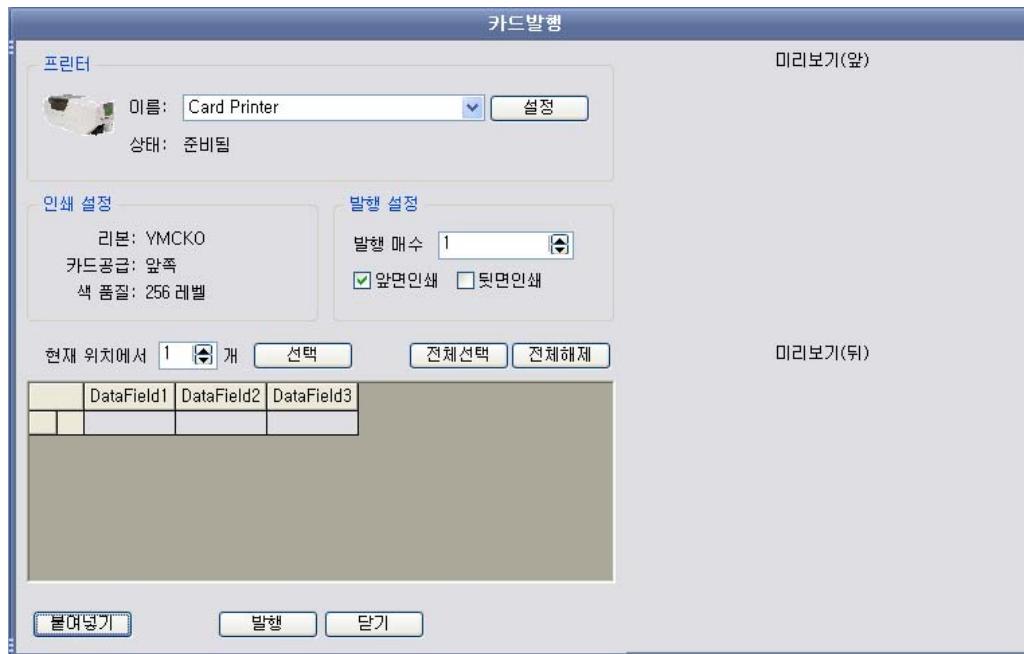 카드발행
프린터
미리보기(앞)
이름: Card Printer 설정
상태: 준비됨
인쇄 설정
발행 설정
리본: YMCKO
카드공급: 앞쪽
색 품질: 256 레벨
발행 매수 1
앞면인쇄 뒷면인쇄
현재 위치에서 1 개 선택 전체선택 전체해제
미리보기(뒤)
DataField1 DataField2 DataField3
붙여넣기 발행 닫기